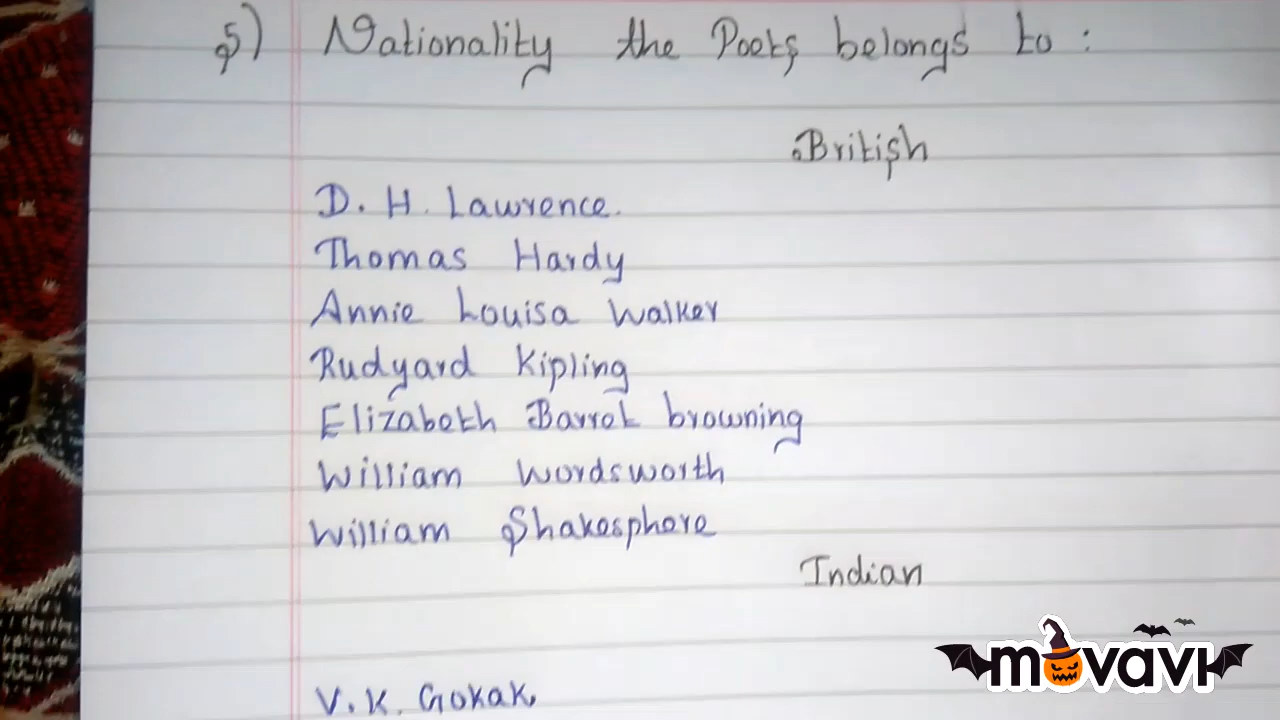 5) Nationality the Poets belongs to :
British
D. H. Lawrence.
Thomas Hardy
Annie Louisa Walker
Rudyard Kipling
Elizabeth Barret browning
William Wordsworth
William Shakesphere
Indian
V. K. Gokak,
movavi